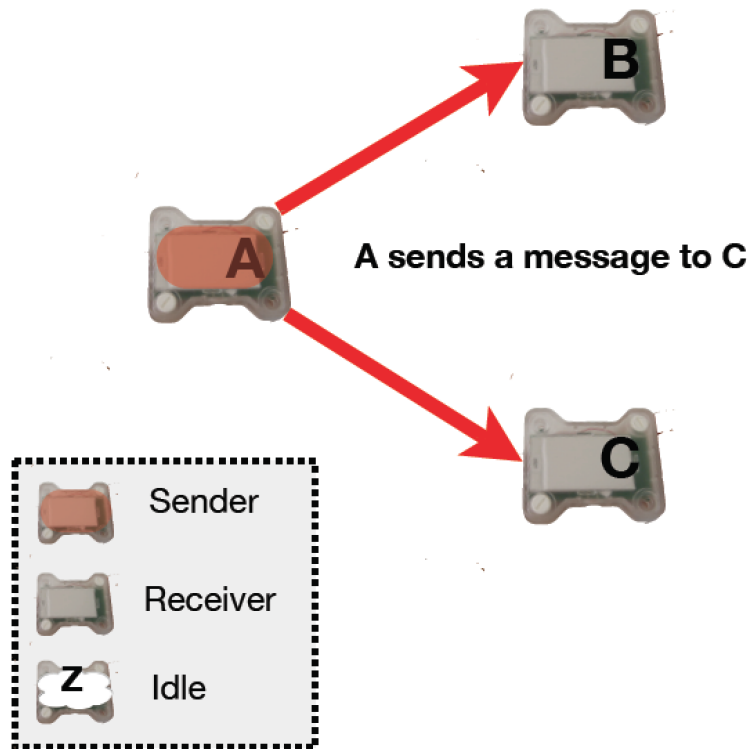 B
A
A sends a message to C
C
Sender
Receiver
Z
Idle